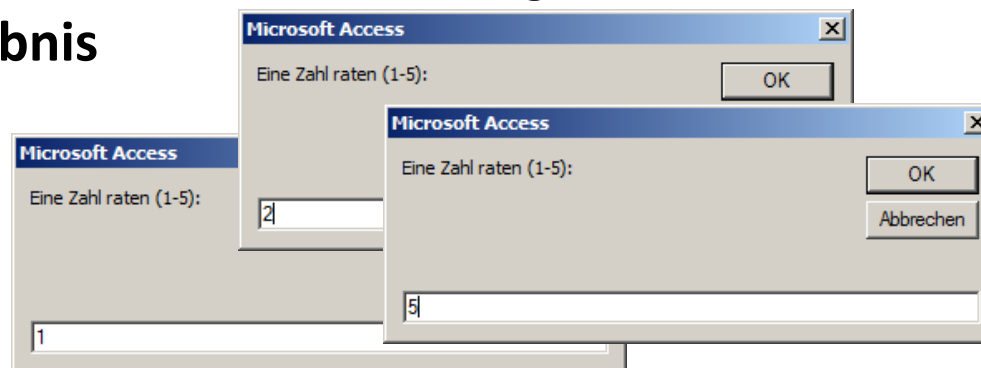 bnis
Microsoft Access
Eine Zahl raten (1-5):
OK
2
Microsoft Access
Eine Zahl raten (1-5):
OK
Abbrechen
5
Microsoft Access
Eine Zahl raten (1-5):
1